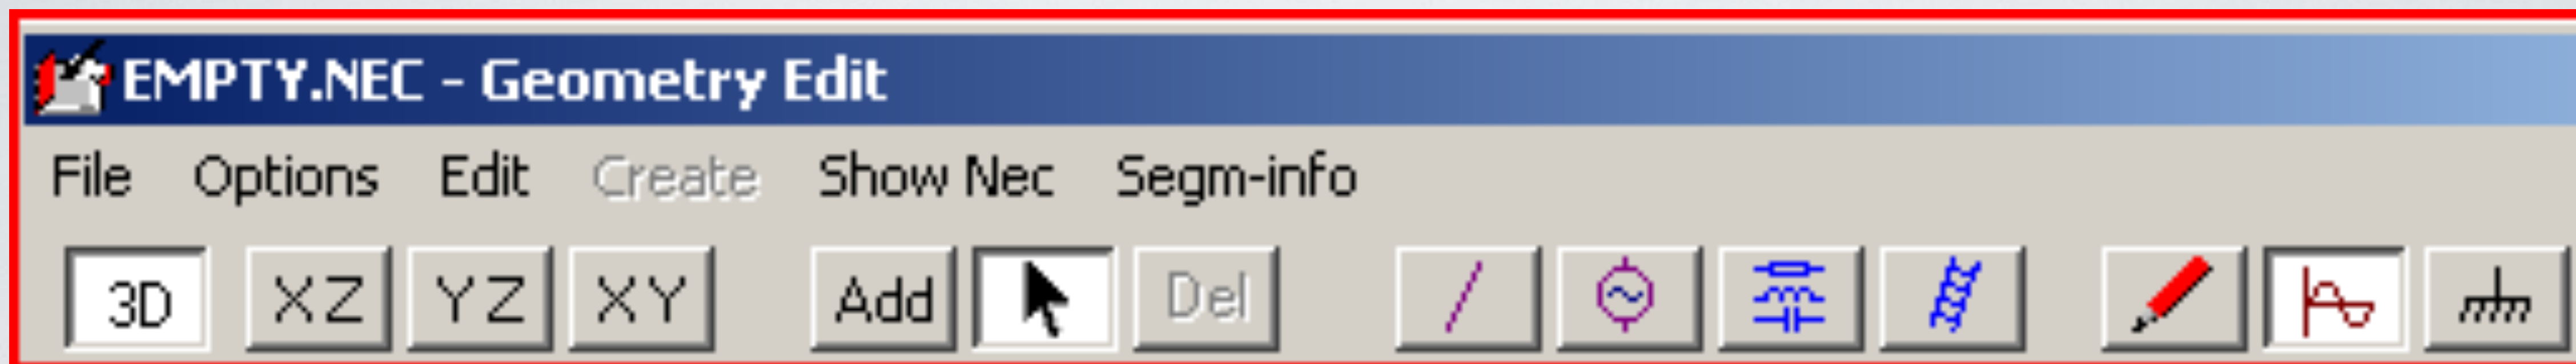 EMPTY.NEC - Geometry Edit
File Options Edit Create Show Nec Segm-info
3D XZ YZ XY Add Del